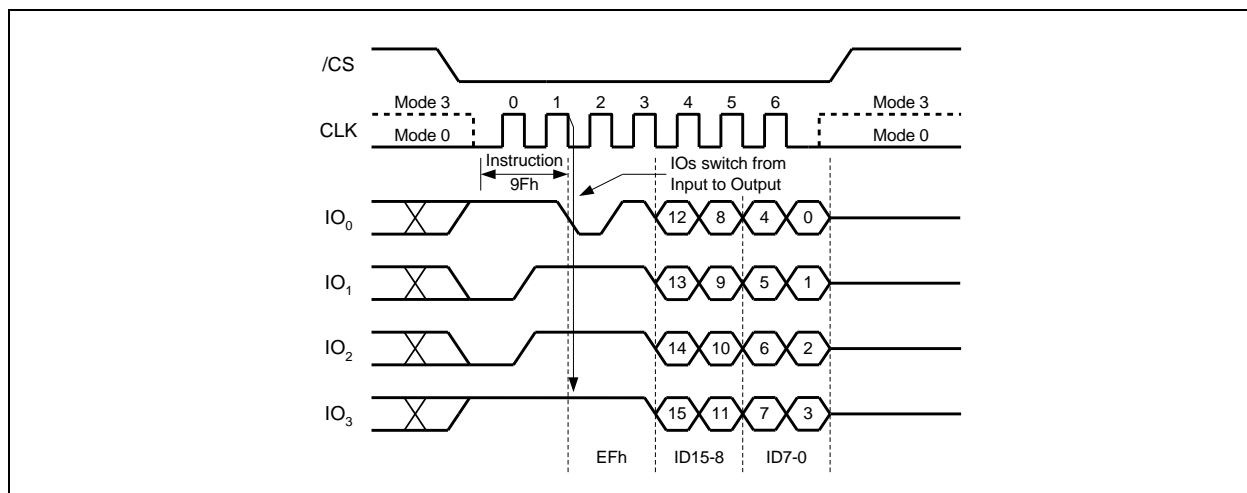 /CS
Mode 3 0 1 2 3 4 5 6 Mode 3
CLK
Mode 0 Mode 0
Instruction
9Fh
IOs switch from
Input to Output
IO0 12 8 4 0
IO1 13 9 5 1
IO2 14 10 6 2
IO3 15 11 7 3
EFh ID15-8 ID7-0